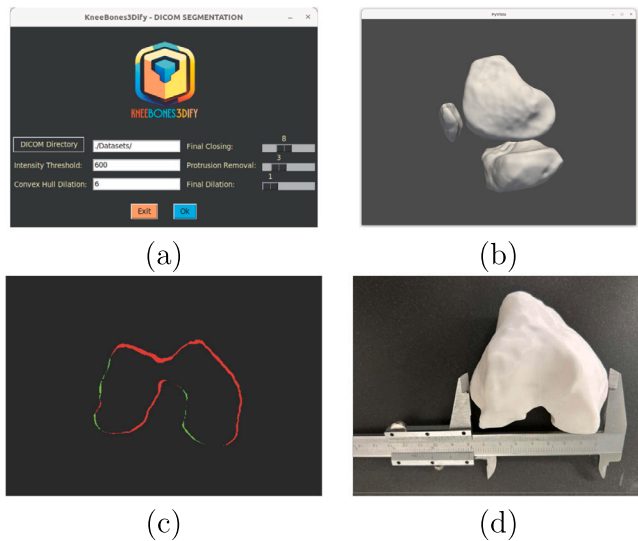 KneeBones3Dify - DICOM SEGMENTATION
KNEEBONES3DIFY
DICOM Directory ./Datasets/ Final Closing: 8
Intensity Threshold: 600 Protrusion Removal: 3
Convex Hull Dilation: 6 Final Dilation: 1
Exit Ok
(a)
PyVista
(b)
(c)
(d)